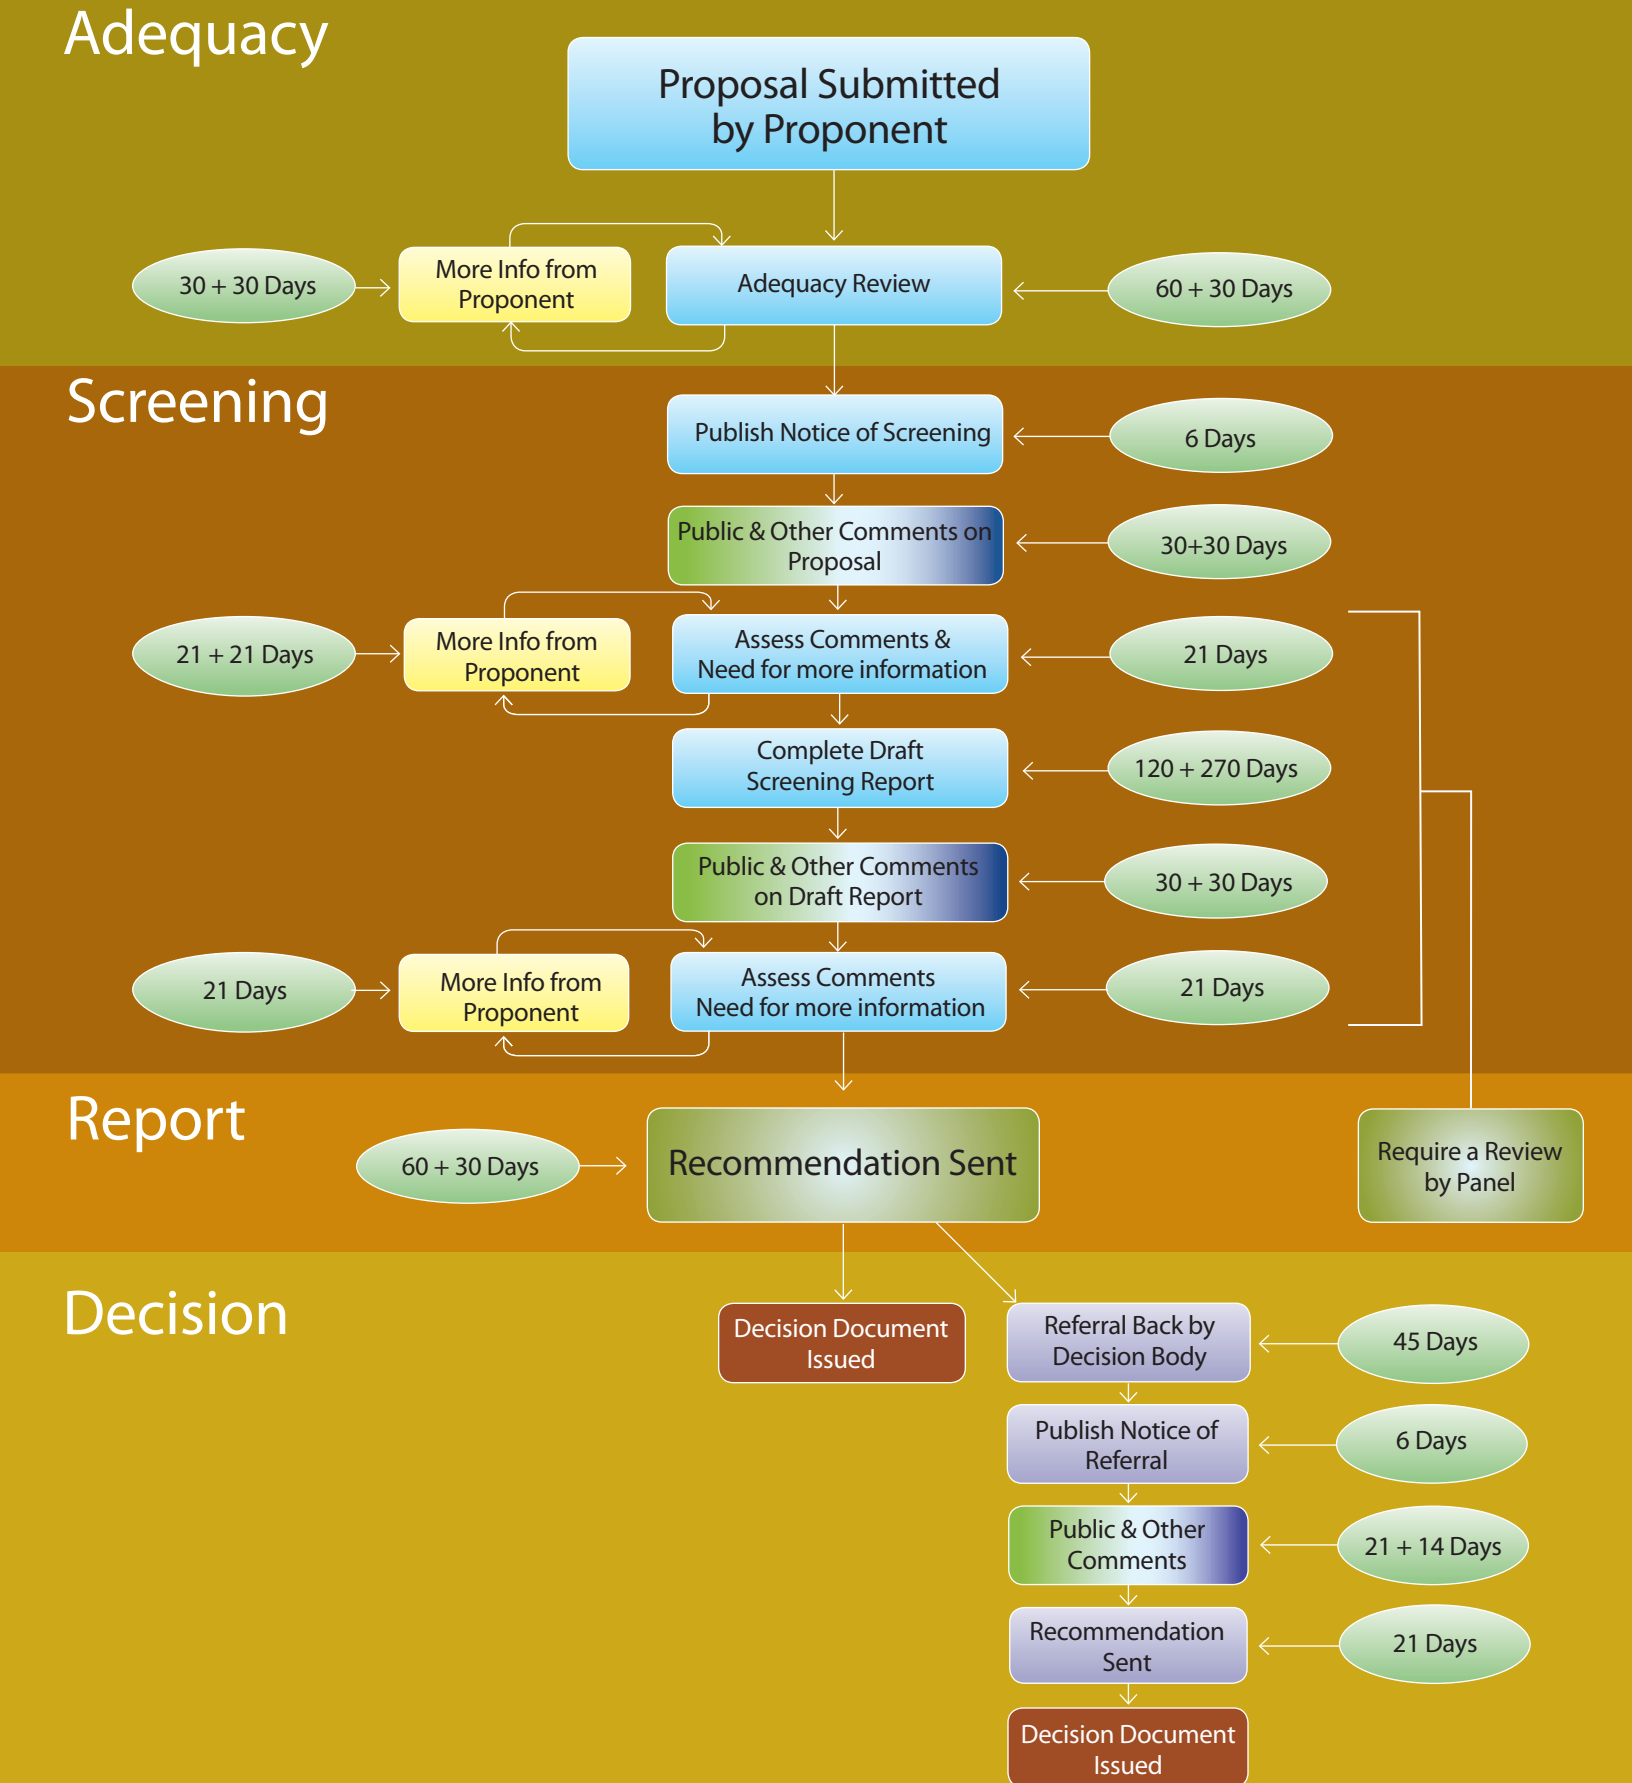 Adequacy
Proposal Submitted
by Proponent
30 + 30 Days
More Info from
Proponent
Adequacy Review
60 + 30 Days
Screening
Publish Notice of Screening
6 Days
Public & Other Comments on
Proposal
30+30 Days
21 + 21 Days
More Info from
Proponent
Assess Comments &
Need for more information
21 Days
Complete Draft
Screening Report
120 + 270 Days
Public & Other Comments
on Draft Report
30 + 30 Days
21 Days
More Info from
Proponent
Assess Comments
Need for more information
21 Days
Report
60 + 30 Days
Recommendation Sent
Require a Review
by Panel
Decision
Decision Document
Issued
Referral Back by
Decision Body
45 Days
Publish Notice of
Referral
6 Days
Public & Other
Comments
21 + 14 Days
Recommendation
Sent
21 Days
Decision Document
Issued